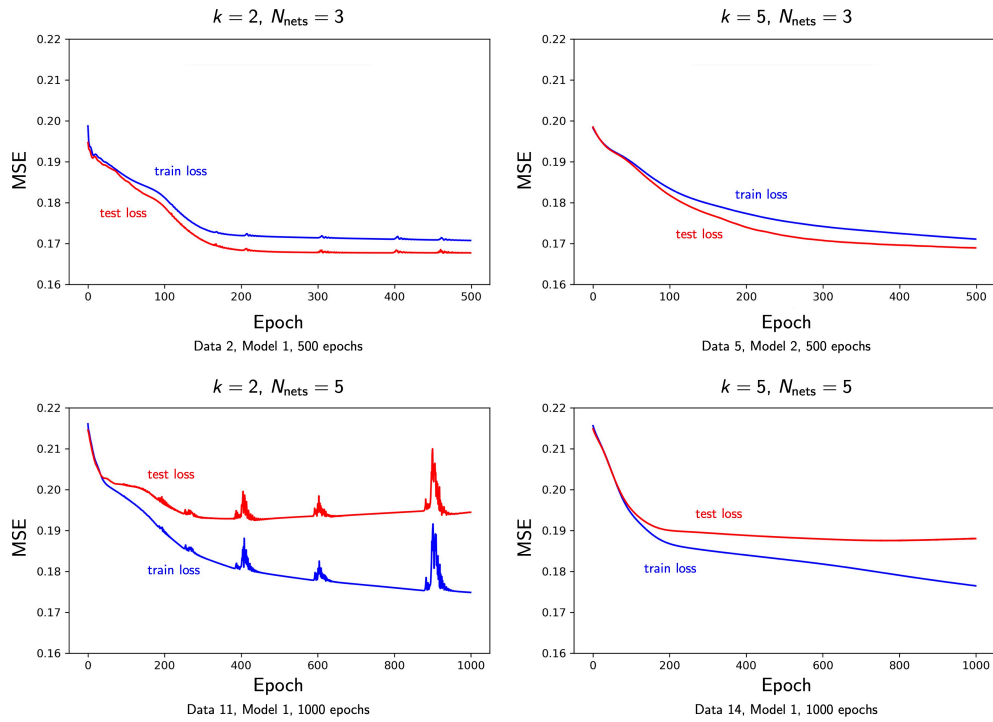 k = 2, N_nets = 3
0.22
0.21
0.20
0.19
0.18
0.17
0.16
MSE
train loss
test loss
0
100
200
300
400
500
Epoch
Data 2, Model 1, 500 epochs
k = 5, N_nets = 3
0.22
0.21
0.20
0.19
0.18
0.17
0.16
MSE
train loss
test loss
0
100
200
300
400
500
Epoch
Data 5, Model 2, 500 epochs
k = 2, N_nets = 5
0.22
0.21
0.20
0.19
0.18
0.17
0.16
MSE
test loss
train loss
0
200
400
600
800
1000
Epoch
Data 11, Model 1, 1000 epochs
k = 5, N_nets = 5
0.22
0.21
0.20
0.19
0.18
0.17
0.16
MSE
test loss
train loss
0
200
400
600
800
1000
Epoch
Data 14, Model 1, 1000 epochs